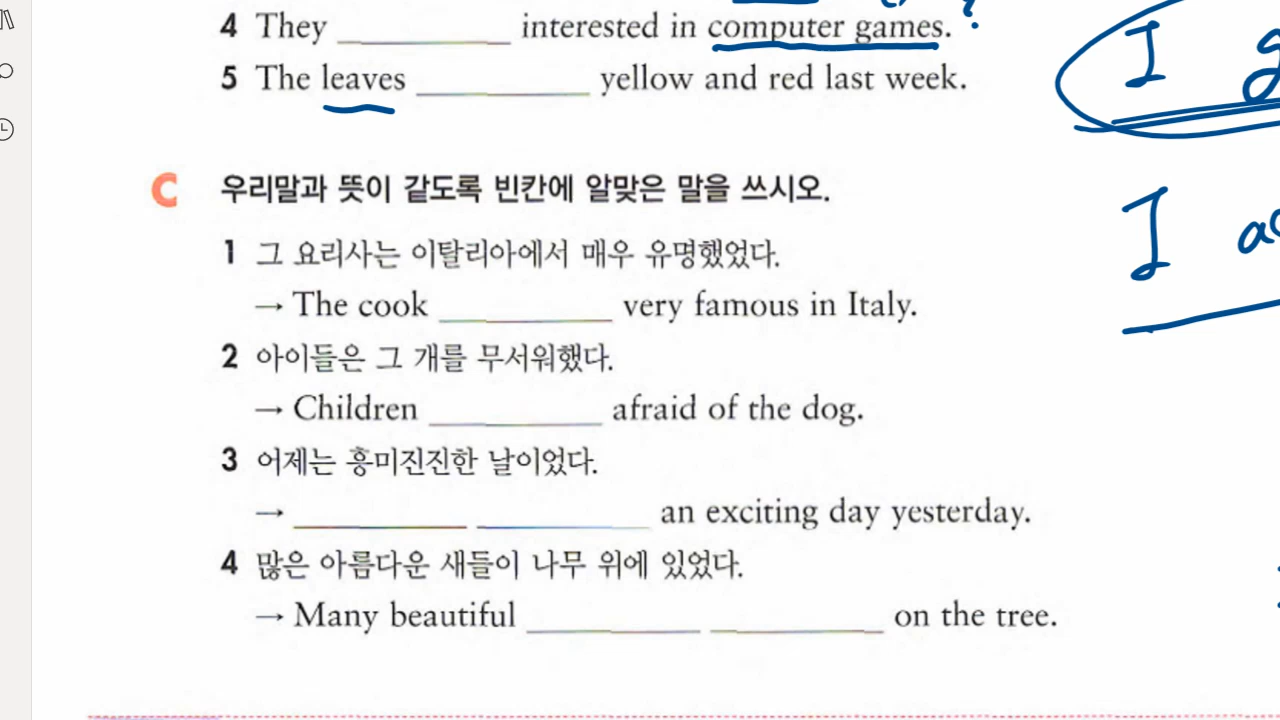 4 They __________ interested in computer games. ?
5 The leaves __________ yellow and red last week.
I
C 우리말과 뜻이 같도록 빈칸에 알맞은 말을 쓰시오.
I
1 그 요리사는 이탈리아에서 매우 유명했었다.
→ The cook __________ very famous in Italy.
2 아이들은 그 개를 무서워했다.
→ Children __________ afraid of the dog.
3 어제는 흥미진진한 날이었다.
→ __________ __________ an exciting day yesterday.
4 많은 아름다운 새들이 나무 위에 있었다.
→ Many beautiful __________ __________ on the tree.